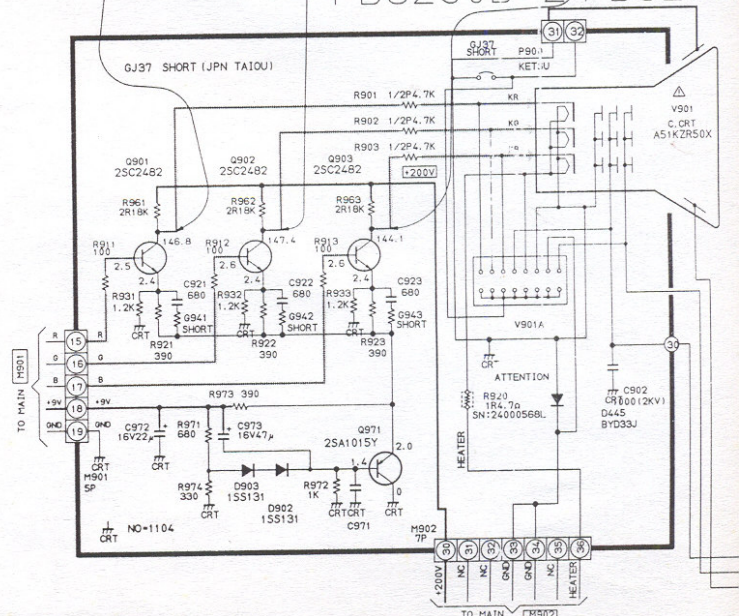 31 32
GJ37 SHORT
GJ37 SHORT (JPN TAIOU)
R901 1/2P4.7K
KR
R902 1/2P4.7K
KG
R903 1/2P4.7K
+200V
V901
C.CRT
A51KZR50X
Q901
2SC2482
Q902
2SC2482
Q903
2SC2482
R961
2R18K
R962
2R18K
R963
2R18K
R911
100
146.8
2.5
2.4
R912
100
147.4
2.6
2.4
R913
100
144.1
2.6
2.4
C921
680
C922
680
C923
680
R931
1.2K
G941
SHORT
R932
1.2K
G942
SHORT
R933
1.2K
G943
SHORT
CRT
CRT
CRT
R921
390
R922
390
R923
390
V901A
TO MAIN M901
R 15 R
G 16 G
B 17 B
+9V 18 +9V
GND 19 GND
M901
5P
CRT
R973 390
C972
16V22μ
R971
680
C973
16V47μ
Q971
2SA1015Y
2.0
1.4
0
R974
330
D903
1SS131
D902
1SS131
R972
1K
C971
CRT
CRT
CRT
CRT
CRT
CRT NO=1104
ATTENTION
R920
1R4.7Ω
SN:24000568L
HEATER
D445
BYD33J
C902
1000(2KV)
30
M902
7P
30 31 32 33 34 35 36
+200V NC NC GND GND NC HEATER
TO MAIN M902